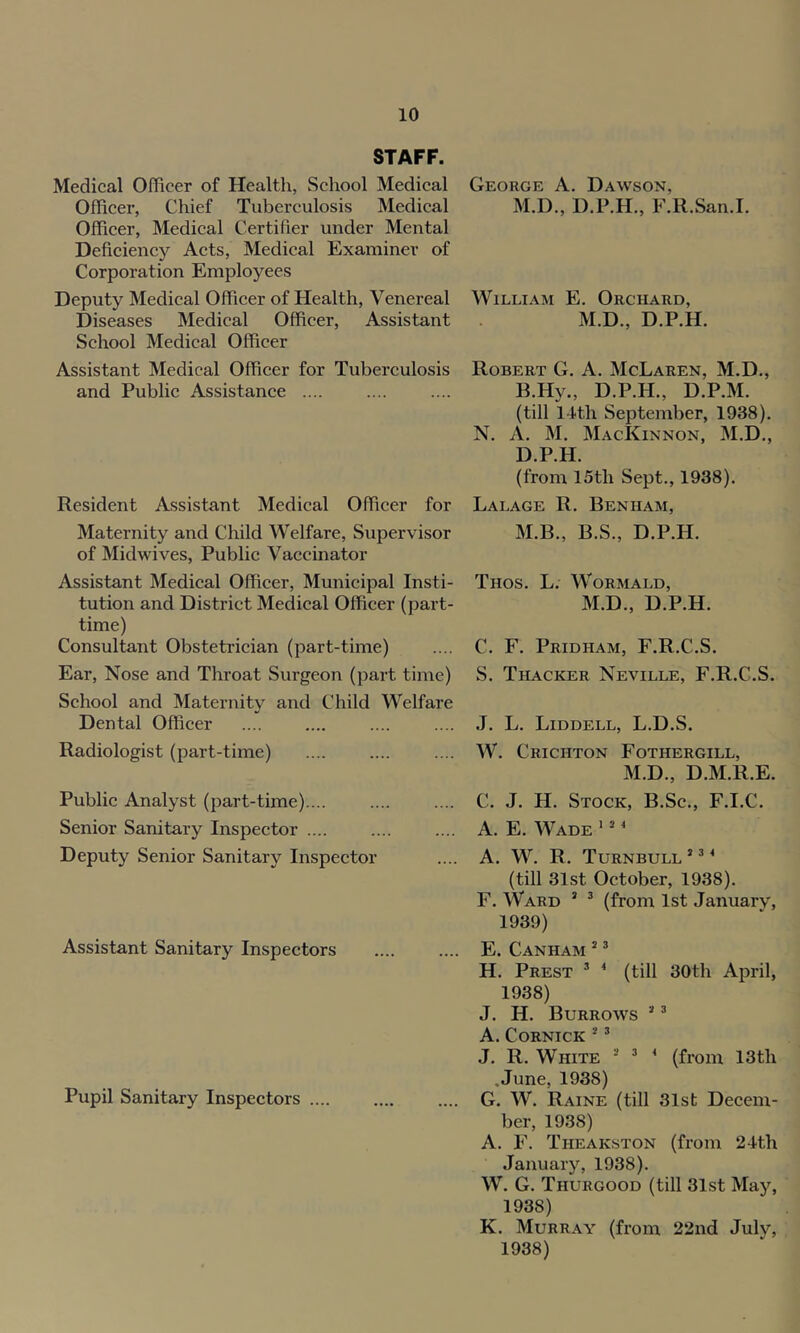 10
STAFF.
Medical Officer of Health, School Medical
Officer, Chief Tuberculosis Medical
Officer, Medical Certifier under Mental
Deficiency Acts, Medical Examiner of
Corporation Employees
George A. Dawson,
M.D., D.P.H., F.R.San.I.
Deputy Medical Officer of Health, Venereal
Diseases Medical Officer, Assistant
School Medical Officer
William E. Orchard,
M.D., D.P.H.
Assistant Medical Officer for Tuberculosis
and Public Assistance .... .... ....
Robert G. A. McLaren, M.D.,
B.Hy., D.P.H., D.P.M.
(till 14th September, 1938).
N. A. M. MacKinnon, M.D.,
D.P.H.
(from 15th Sept., 1938).
Resident Assistant Medical Officer for
Maternity and Child Welfare, Supervisor
of Midwives, Public Vaccinator
Lalage R. Benham,
M.B., B.S., D.P.H.
Assistant Medical Officer, Municipal Insti-
tution and District Medical Officer (part-
time)
Thos. L. Wormald,
M.D., D.P.H.
Consultant Obstetrician (part-time) .... C. F. Pridham, F.R.C.S.
Ear, Nose and Throat Surgeon (part time) S. Thacker Neville, F.R.C.S.
School and Maternity and Child Welfare
Dental Officer .... .... .... .... J. L. Liddell, L.D.S.
Radiologist (part-time) .... .... .... W. Crichton Fothergill,
M.D., D.M.R.E.
Public Analyst (part-time).... .... .... C. J. H. Stock, B.Sc., F.I.C.
Senior Sanitary Inspector .... .... .... A. E. Wade ¹ ² ⁴
Deputy Senior Sanitary Inspector .... A. W. R. Turnbull ² ³ ⁴
(till 31st October, 1938).
F. Ward ² ³ (from 1st January,
1939)
Assistant Sanitary Inspectors .... .... E. Canham ² ³
H. Prest ³ ⁴ (till 30th April,
1938)
J. H. Burrows ² ³
A. Cornick ² ³
J. R. White ² ³ ⁴ (from 13th
June, 1938)
Pupil Sanitary Inspectors .... .... .... G. W. Raine (till 31st Decem-
ber, 1938)
A. F. Theakston (from 24th
January, 1938).
W. G. Thurgood (till 31st May,
1938)
K. Murray (from 22nd July,
1938)